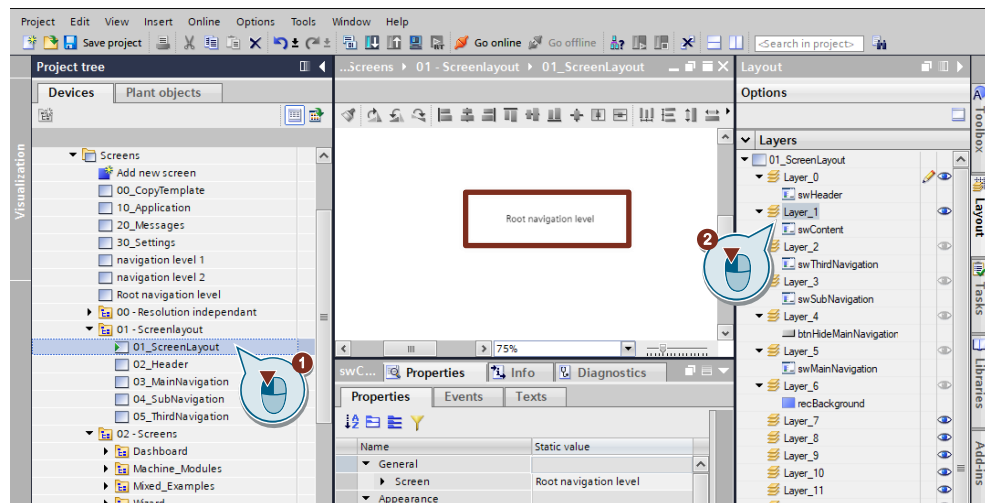 Project Edit View Insert Online Options Tools Window Help
Save project Go online Go offline <Search in project>
Project tree
Devices Plant objects
Visualization
Screens
Add new screen
00_CopyTemplate
10_Application
20_Messages
30_Settings
navigation level 1
navigation level 2
Root navigation level
00 - Resolution independent
01 - Screenlayout
01_ScreenLayout
02_Header
03_MainNavigation
04_SubNavigation
05_ThirdNavigation
02 - Screens
Dashboard
Machine_Modules
Mixed_Examples
1
...Screens 01 - Screenlayout 01_ScreenLayout
Root navigation level
75%
swC... Properties Info Diagnostics
Properties Events Texts
Name Static value
General
Screen Root navigation level
Appearance
Layout
Options
Layers
01_ScreenLayout
Layer_0
swHeader
Layer_1
swContent
2
Layer_2
swThirdNavigation
Layer_3
swSubNavigation
Layer_4
btnHideMainNavigation
Layer_5
swMainNavigation
Layer_6
recBackground
Layer_7
Layer_8
Layer_9
Layer_10
Layer_11
Toolbox
Layout
Tasks
Libraries
Add-ins